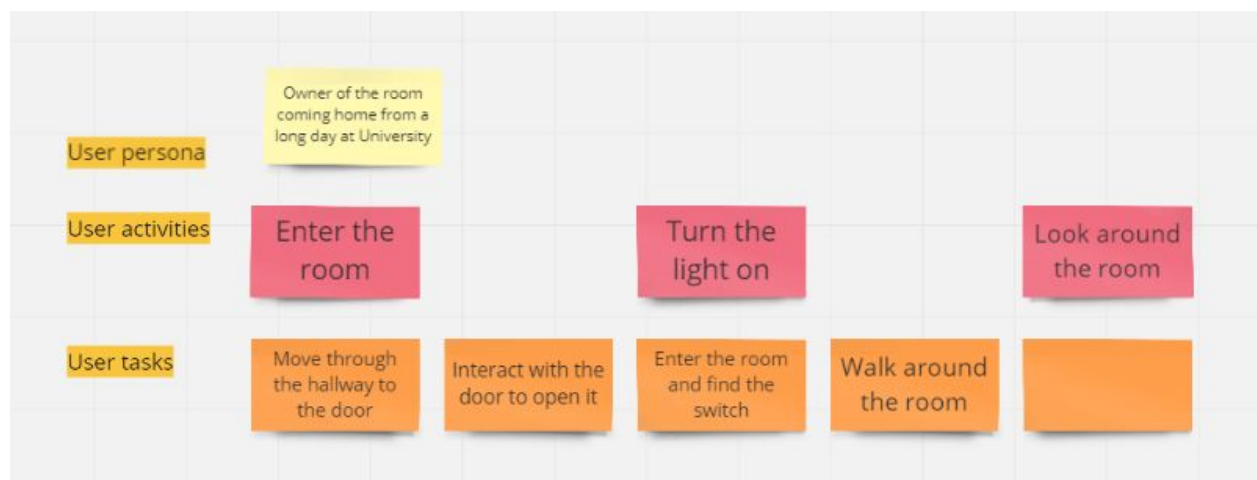 Owner of the room
coming home from a
long day at University
User persona
User activities
Enter the
room
Turn the
light on
Look around
the room
User tasks
Move through
the hallway to
the door
Interact with the
door to open it
Enter the room
and find the
switch
Walk around
the room